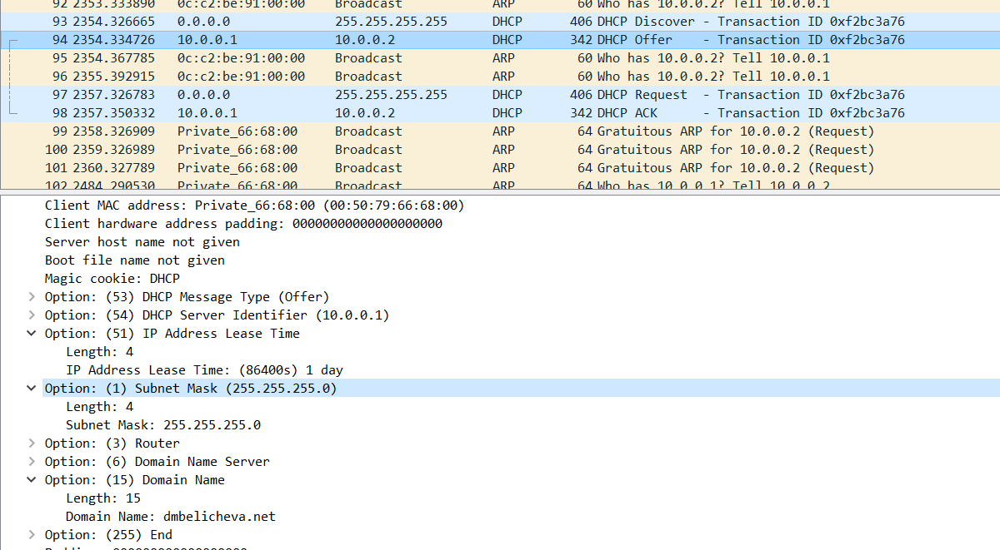 92 2353.333890 0c:c2:be:91:00:00 Broadcast ARP 60 Who has 10.0.0.2? Tell 10.0.0.1
93 2354.326665 0.0.0.0 255.255.255.255 DHCP 406 DHCP Discover - Transaction ID 0xf2bc3a76
94 2354.334726 10.0.0.1 10.0.0.2 DHCP 342 DHCP Offer - Transaction ID 0xf2bc3a76
95 2354.367785 0c:c2:be:91:00:00 Broadcast ARP 60 Who has 10.0.0.2? Tell 10.0.0.1
96 2355.392915 0c:c2:be:91:00:00 Broadcast ARP 60 Who has 10.0.0.2? Tell 10.0.0.1
97 2357.326783 0.0.0.0 255.255.255.255 DHCP 406 DHCP Request - Transaction ID 0xf2bc3a76
98 2357.350332 10.0.0.1 10.0.0.2 DHCP 342 DHCP ACK - Transaction ID 0xf2bc3a76
99 2358.326909 Private_66:68:00 Broadcast ARP 64 Gratuitous ARP for 10.0.0.2 (Request)
100 2359.326989 Private_66:68:00 Broadcast ARP 64 Gratuitous ARP for 10.0.0.2 (Request)
101 2360.327789 Private_66:68:00 Broadcast ARP 64 Gratuitous ARP for 10.0.0.2 (Request)
102 2484.290530 Private_66:68:00 Broadcast ARP 64 Who has 10.0.0.1? Tell 10.0.0.2
Client MAC address: Private_66:68:00 (00:50:79:66:68:00)
Client hardware address padding: 00000000000000000000
Server host name not given
Boot file name not given
Magic cookie: DHCP
Option: (53) DHCP Message Type (Offer)
Option: (54) DHCP Server Identifier (10.0.0.1)
Option: (51) IP Address Lease Time
Length: 4
IP Address Lease Time: (86400s) 1 day
Option: (1) Subnet Mask (255.255.255.0)
Length: 4
Subnet Mask: 255.255.255.0
Option: (3) Router
Option: (6) Domain Name Server
Option: (15) Domain Name
Length: 15
Domain Name: dmbelicheva.net
Option: (255) End